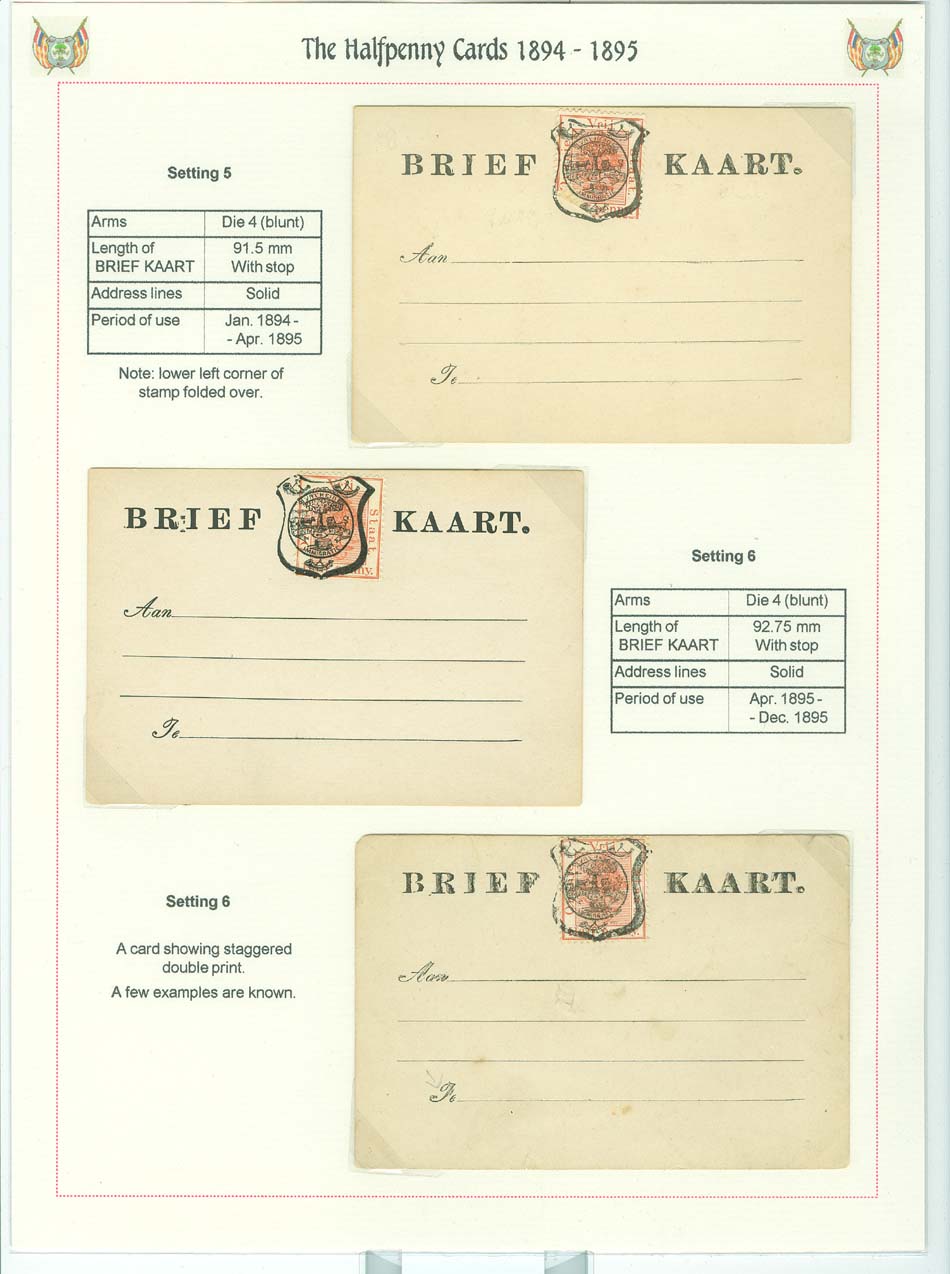 The Halfpenny Cards 1894 - 1895
Setting 5
Arms Die 4 (blunt)
Length of 91.5 mm
BRIEF KAART With stop
Address lines Solid
Period of use Jan. 1894 -
- Apr. 1895
Note: lower left corner of
stamp folded over.
BRIEF KAART.
Vrij
Aan
Te
BRIEF KAART.
Staat
ny.
Aan
Te
Setting 6
Arms Die 4 (blunt)
Length of 92.75 mm
BRIEF KAART With stop
Address lines Solid
Period of use Apr. 1895 -
- Dec. 1895
Setting 6
A card showing staggered
double print.
A few examples are known.
BRIEF KAART.
Aan
Te